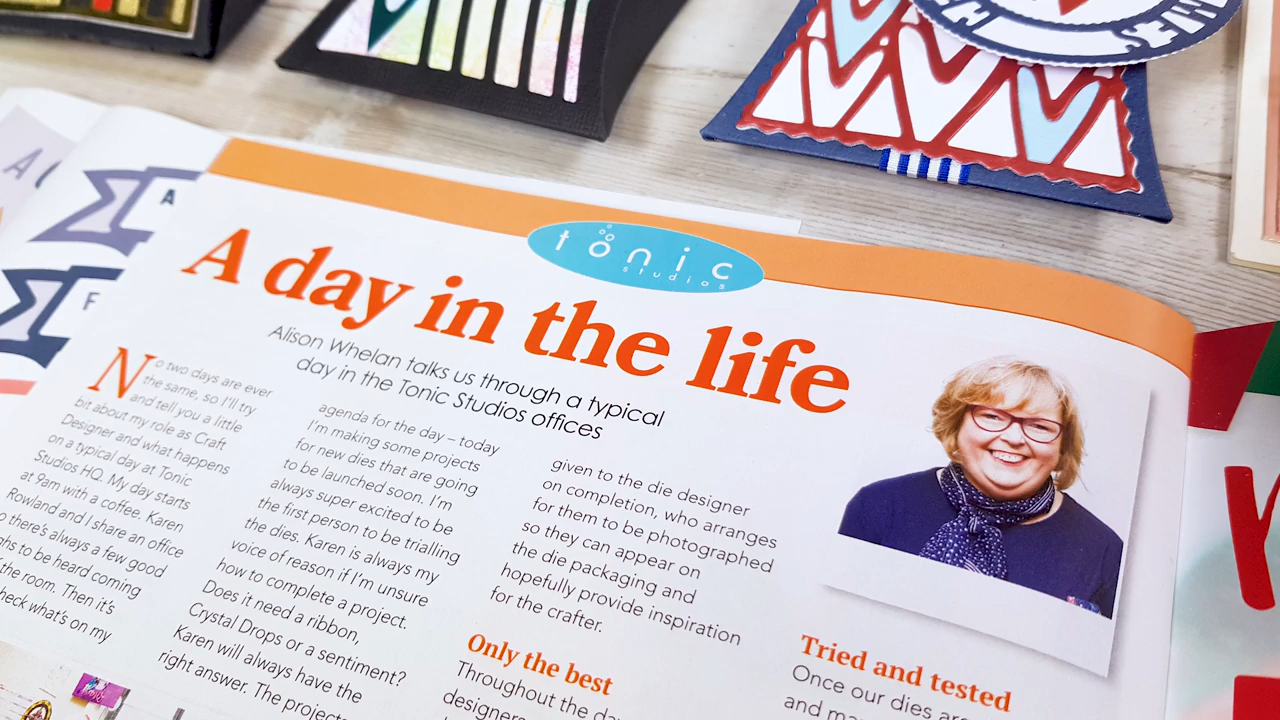 tonic
studios
A day in the life
Alison Whelan talks us through a typical
day in the Tonic Studios offices
No two days are ever
the same, so I'll try
and tell you a little
bit about my role as Craft
Designer and what happens
on a typical day at Tonic
Studios HQ. My day starts
at 9am with a coffee. Karen
Rowland and I share an office
there's always a few good
to be heard coming
the room. Then it's
what's on my
agenda for the day – today
I'm making some projects
for new dies that are going
to be launched soon. I'm
always super excited to be
the first person to be trialling
the dies. Karen is always my
voice of reason if I'm unsure
how to complete a project.
Does it need a ribbon,
Crystal Drops or a sentiment?
Karen will always have the
right answer. The projects
given to the die designer
on completion, who arranges
for them to be photographed
so they can appear on
the die packaging and
hopefully provide inspiration
for the crafter.
Only the best
Throughout the
designers
Tried and tested
Once our dies
A
A
F
Y